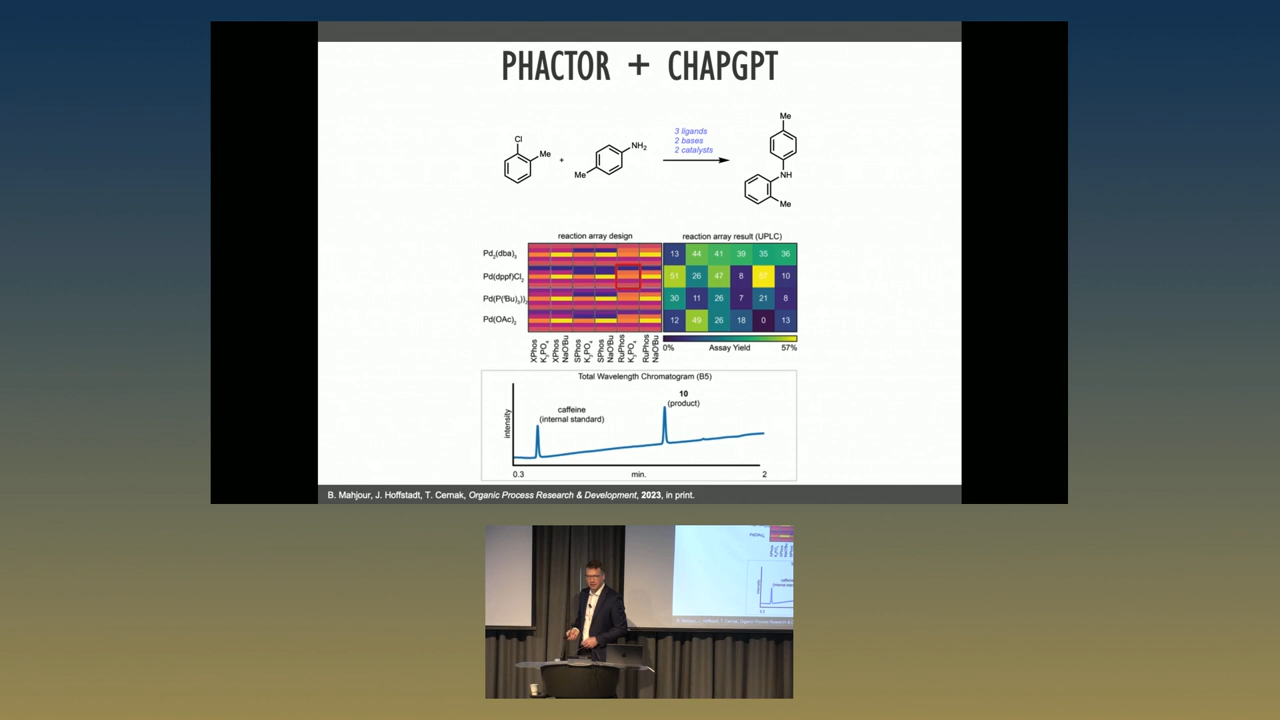 PHACTOR + CHAPGPT
Cl
Me
+
Me
NH₂
3 ligands
2 bases
2 catalysts
Me
NH
Me
reaction array design
reaction array result (UPLC)
Pd₂(dba)₃
Pd(dppf)Cl₂
Pd(P(ᵗBu)₃)₂
Pd(OAc)₂
13 44 41 39 35 36
51 26 47 8 57 10
30 11 26 7 21 8
12 49 26 18 0 13
XPhos K₃PO₄
XPhos NaOᵗBu
SPhos K₃PO₄
SPhos NaOᵗBu
RuPhos K₃PO₄
RuPhos NaOᵗBu
0% Assay Yield 57%
Total Wavelength Chromatogram (B5)
intensity
caffeine
(internal standard)
10
(product)
0.3 min. 2
B. Mahjour, J. Hoffstadt, T. Cernak, Organic Process Research & Development, 2023, in print.